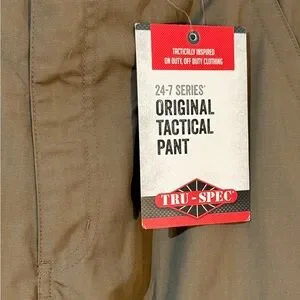 TACTICALLY INSPIRED
ON DUTY, OFF DUTY CLOTHING
24-7 SERIES®
ORIGINAL
TACTICAL
PANT
TRU-SPEC®